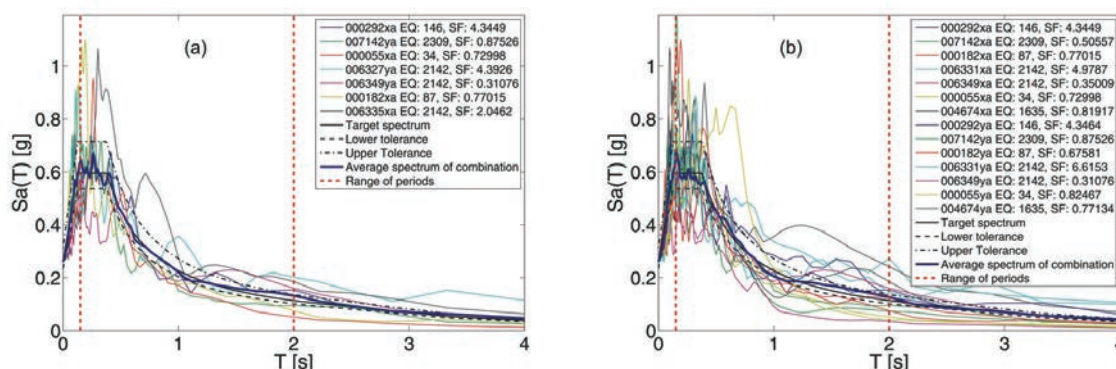 (a)
000292xa EQ: 146, SF: 4.3449
007142ya EQ: 2309, SF: 0.87526
000055xa EQ: 34, SF: 0.72998
006327ya EQ: 2142, SF: 4.3926
006349ya EQ: 2142, SF: 0.31076
000182xa EQ: 87, SF: 0.77015
006335xa EQ: 2142, SF: 2.0462
Target spectrum
Lower tolerance
Upper Tolerance
Average spectrum of combination
Range of periods
Sa(T) [g]
1.2
1
0.8
0.6
0.4
0.2
0
0 1 2 3 4
T [s]
(b)
000292xa EQ: 146, SF: 4.3449
007142xa EQ: 2309, SF: 0.50557
000182xa EQ: 87, SF: 0.77015
006331xa EQ: 2142, SF: 4.9787
006349xa EQ: 2142, SF: 0.35009
000055xa EQ: 34, SF: 0.72998
004674xa EQ: 1635, SF: 0.81917
000292ya EQ: 146, SF: 4.3464
007142ya EQ: 2309, SF: 0.87526
000182ya EQ: 87, SF: 0.67581
006331ya EQ: 2142, SF: 6.6153
006349ya EQ: 2142, SF: 0.31076
000055ya EQ: 34, SF: 0.82467
004674ya EQ: 1635, SF: 0.77134
Target spectrum
Lower tolerance
Upper Tolerance
Average spectrum of combination
Range of periods
Sa(T) [g]
1.2
1
0.8
0.6
0.4
0.2
0
0 1 2 3
T [s]